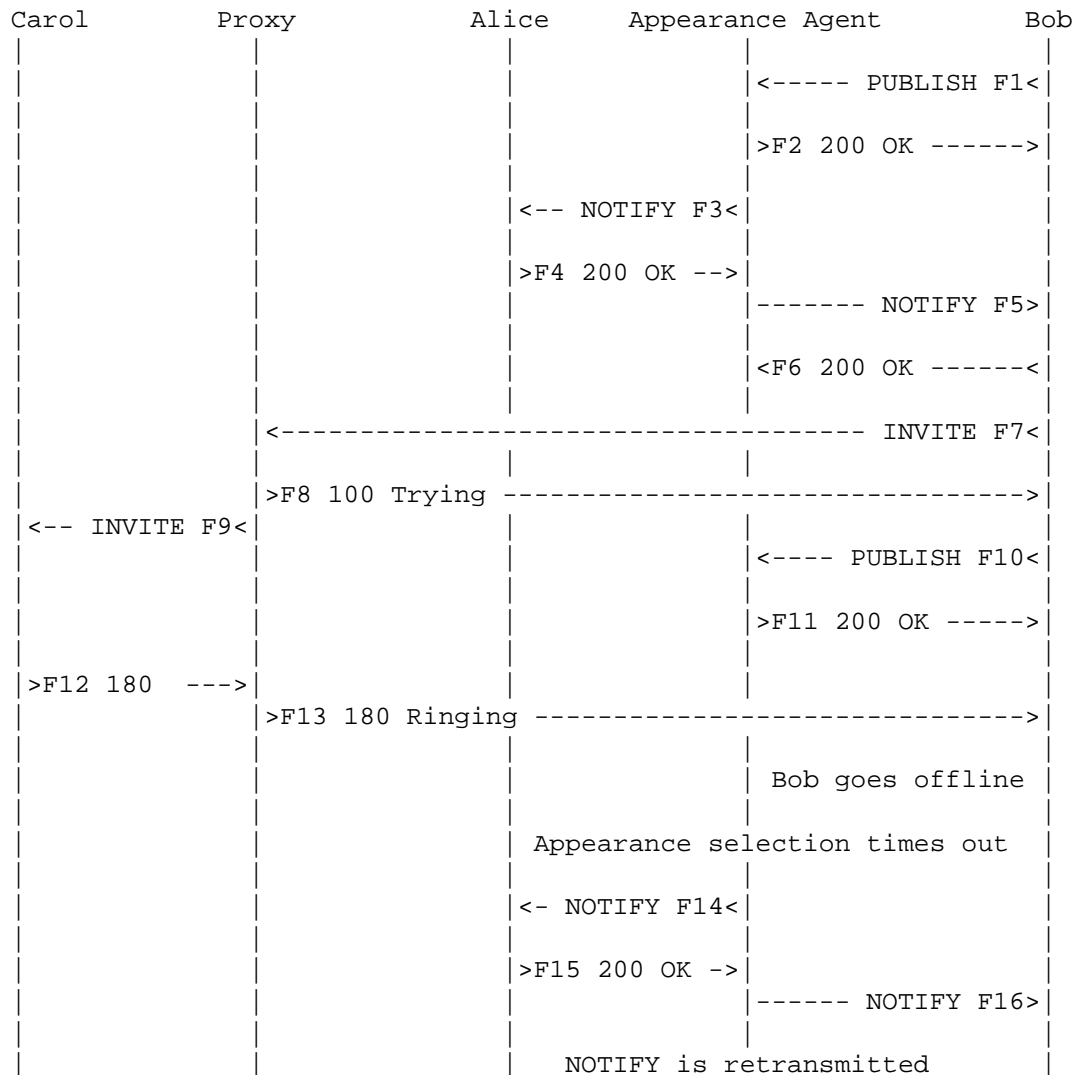 Carol Proxy Alice Appearance Agent Bob
| | | | |
| | | |<----- PUBLISH F1<|
| | | | |
| | | |>F2 200 OK ------>|
| | | | |
| | |<-- NOTIFY F3<| |
| | | | |
| | |>F4 200 OK -->| |
| | | |------- NOTIFY F5>|
| | | | |
| | | |<F6 200 OK ------<|
| | | | |
| |<------------------------------------- INVITE F7<|
| | | | |
| |>F8 100 Trying --------------------------------->|
|<-- INVITE F9<| | | |
| | | |<---- PUBLISH F10<|
| | | | |
| | | |>F11 200 OK ----->|
| | | | |
|>F12 180 --->| | | |
| |>F13 180 Ringing ------------------------------->|
| | | | |
| | | | Bob goes offline |
| | | | |
| | | Appearance selection times out |
| | | | |
| | |<- NOTIFY F14<| |
| | | | |
| | |>F15 200 OK ->| |
| | | |------ NOTIFY F16>|
| | | | |
| | | NOTIFY is retransmitted |